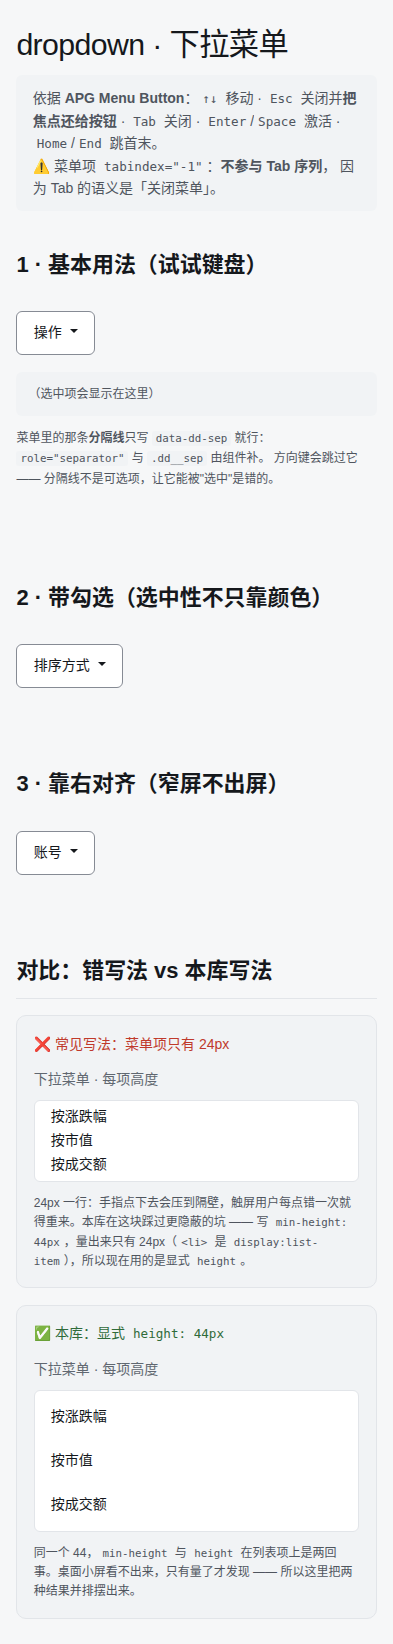 dropdown · 下拉菜单
依据 APG Menu Button： ↑↓ 移动 · Esc 关闭并把
焦点还给按钮 · Tab 关闭 · Enter / Space 激活 ·
Home / End 跳首末。
⚠️ 菜单项 tabindex="-1" ：不参与 Tab 序列， 因
为 Tab 的语义是「关闭菜单」。
1 · 基本用法（试试键盘）
操作
（选中项会显示在这里）
菜单里的那条分隔线只写 data-dd-sep 就行：
role="separator" 与 .dd__sep 由组件补。 方向键会跳过它
—— 分隔线不是可选项，让它能被"选中"是错的。
2 · 带勾选（选中性不只靠颜色）
排序方式
3 · 靠右对齐（窄屏不出屏）
账号
对比：错写法 vs 本库写法
❌ 常见写法：菜单项只有 24px
下拉菜单 · 每项高度
按涨跌幅
按市值
按成交额
24px 一行：手指点下去会压到隔壁，触屏用户每点错一次就
得重来。本库在这块踩过更隐蔽的坑 —— 写 min-height:
44px ，量出来只有 24px（ <li> 是 display:list-
item ），所以现在用的是显式 height 。
✅ 本库：显式 height: 44px
下拉菜单 · 每项高度
按涨跌幅
按市值
按成交额
同一个 44， min-height 与 height 在列表项上是两回
事。桌面小屏看不出来，只有量了才发现 —— 所以这里把两
种结果并排摆出来。